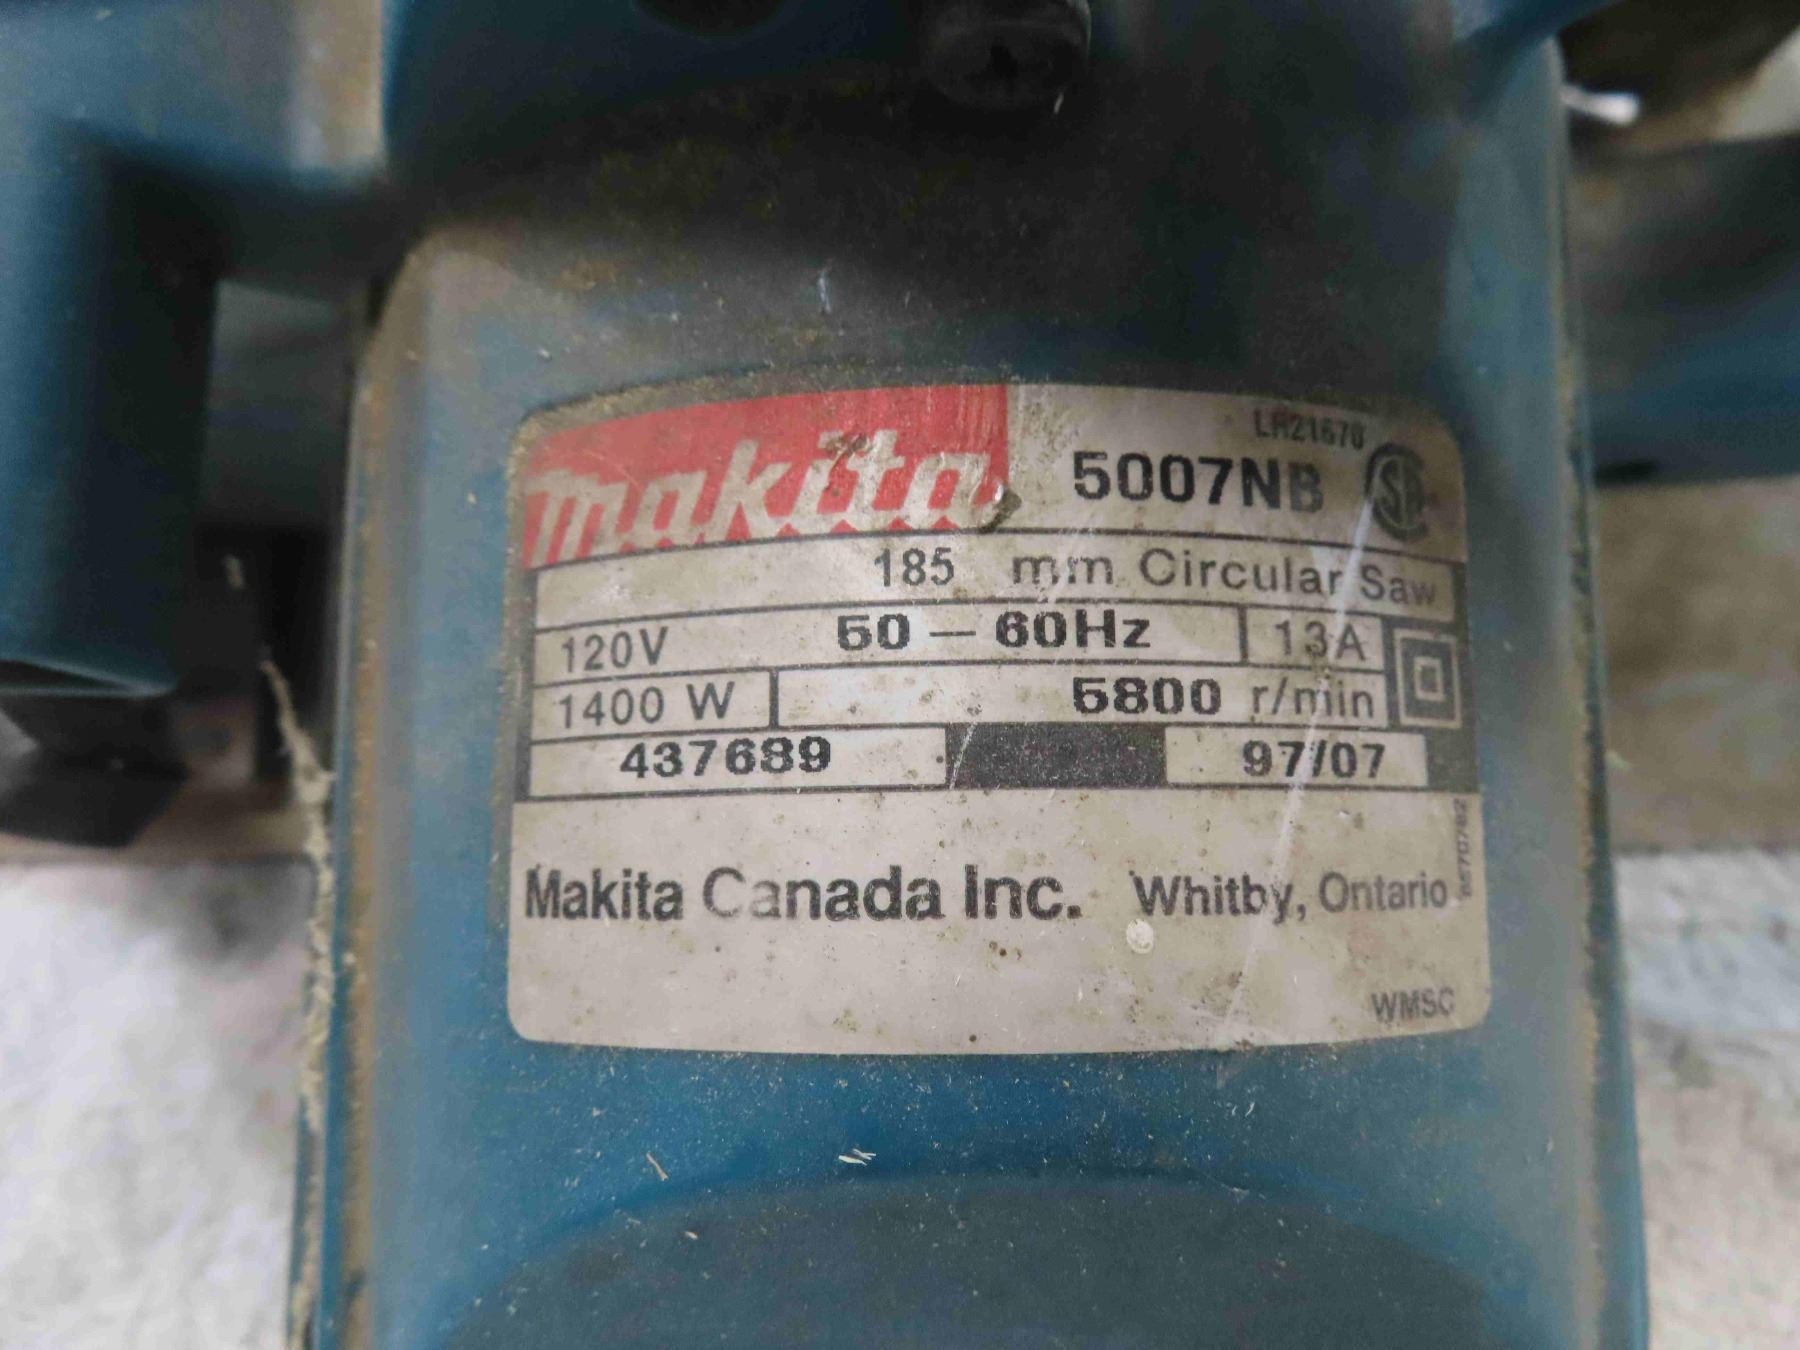 LR21670
makita 5007NB
185 mm Circular Saw
120V 50 — 60Hz 13A
1400 W 5800 r/min
437689 97/07
Makita Canada Inc. Whitby, Ontario
WMSC